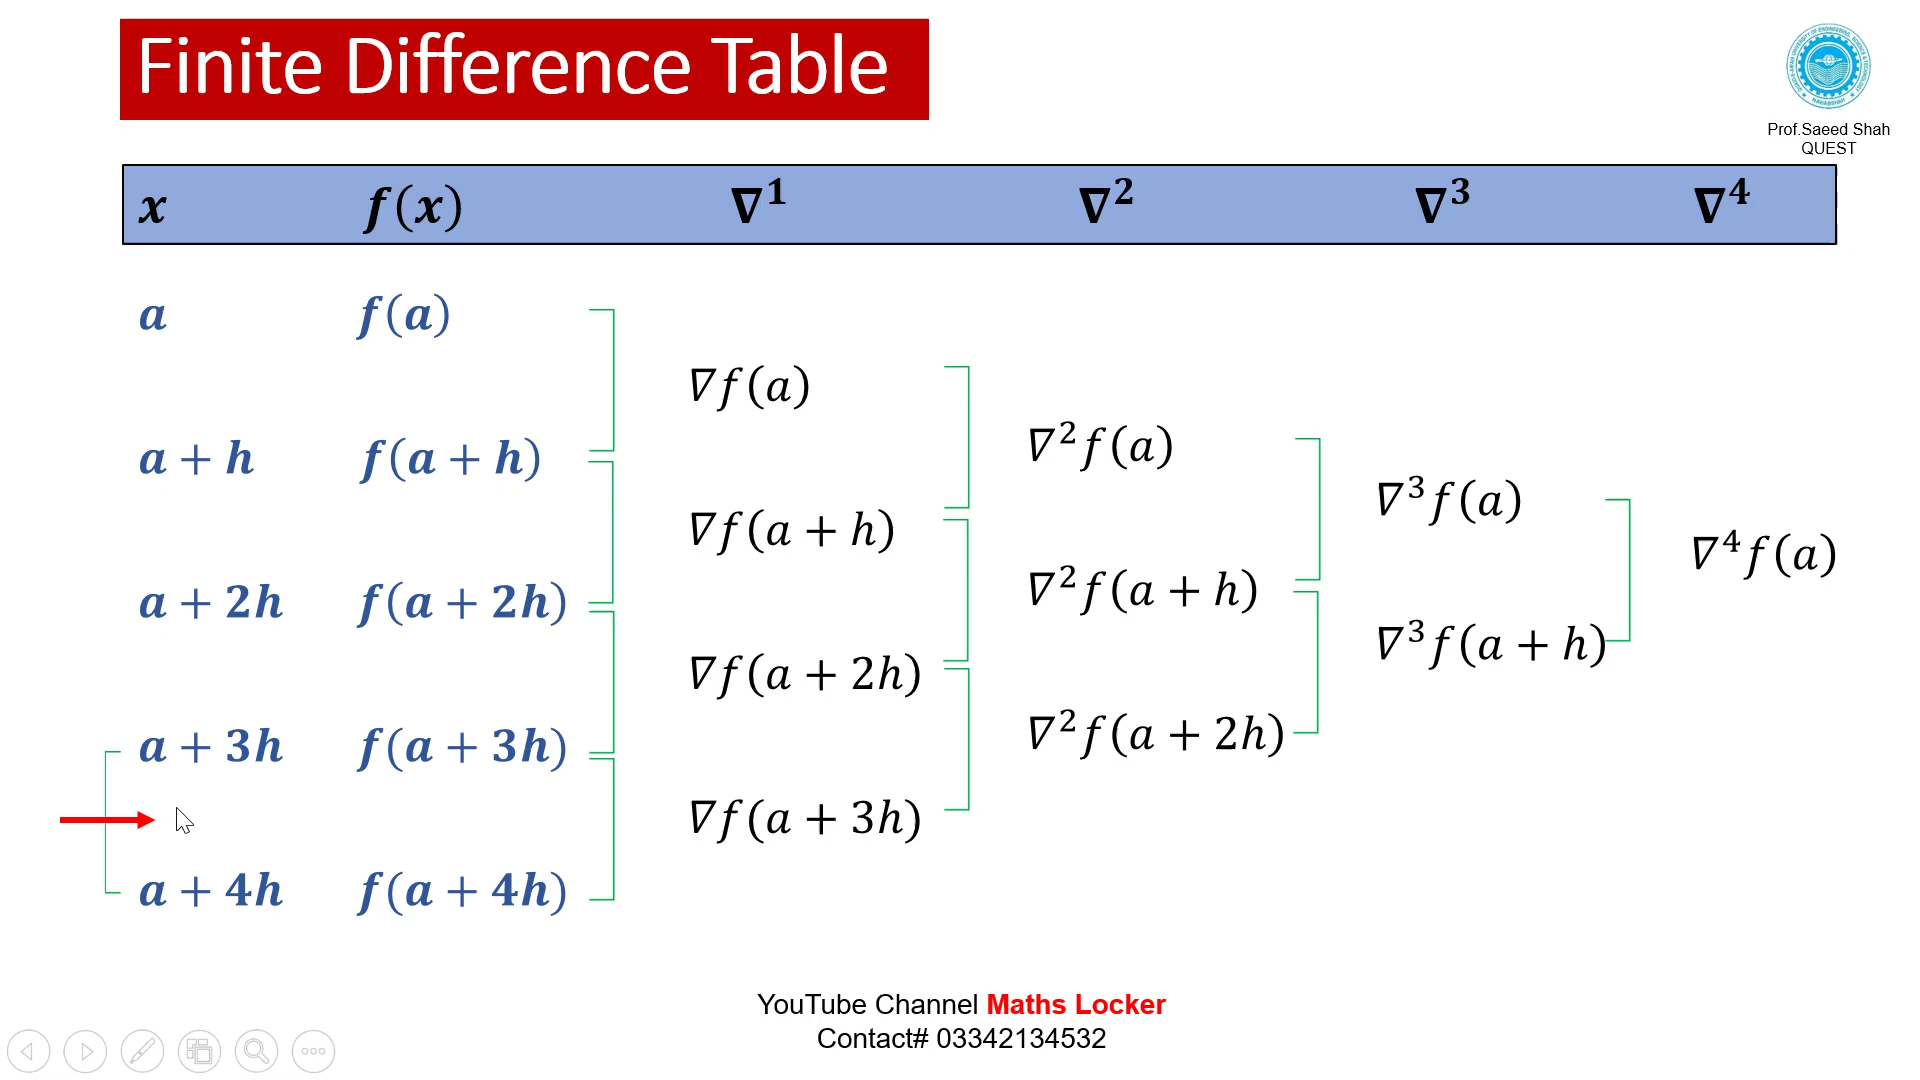 Finite Difference Table
Prof.Saeed Shah
QUEST
x f(x) ∇¹ ∇² ∇³ ∇⁴
a f(a)
∇f(a)
a + h f(a + h) ∇²f(a)
∇f(a + h) ∇³f(a)
∇⁴f(a)
a + 2h f(a + 2h) ∇²f(a + h)
∇f(a + 2h) ∇³f(a + h)
a + 3h f(a + 3h) ∇²f(a + 2h)
∇f(a + 3h)
a + 4h f(a + 4h)
YouTube Channel Maths Locker
Contact# 03342134532